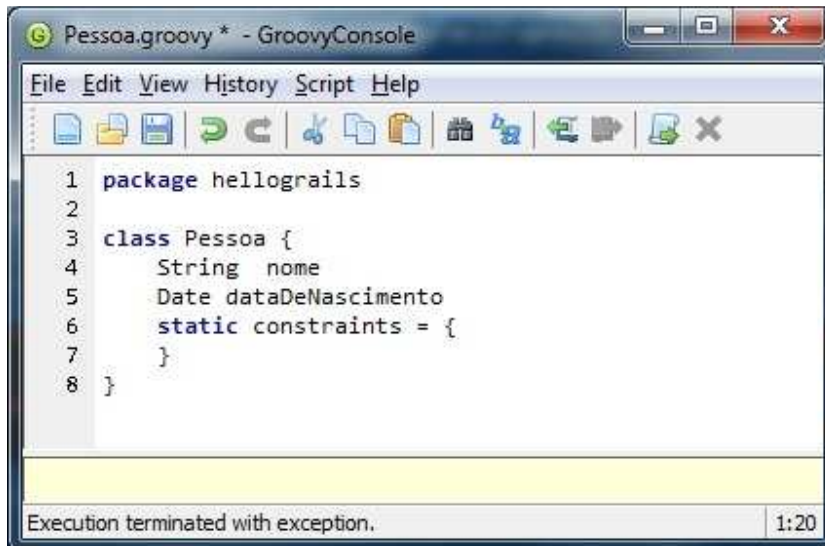 Pessoa.groovy * - GroovyConsole
File Edit View History Script Help
1 package hellograils
2
3 class Pessoa {
4     String  nome
5     Date dataDeNascimento
6     static constraints = {
7     }
8 }
Execution terminated with exception.
1:20